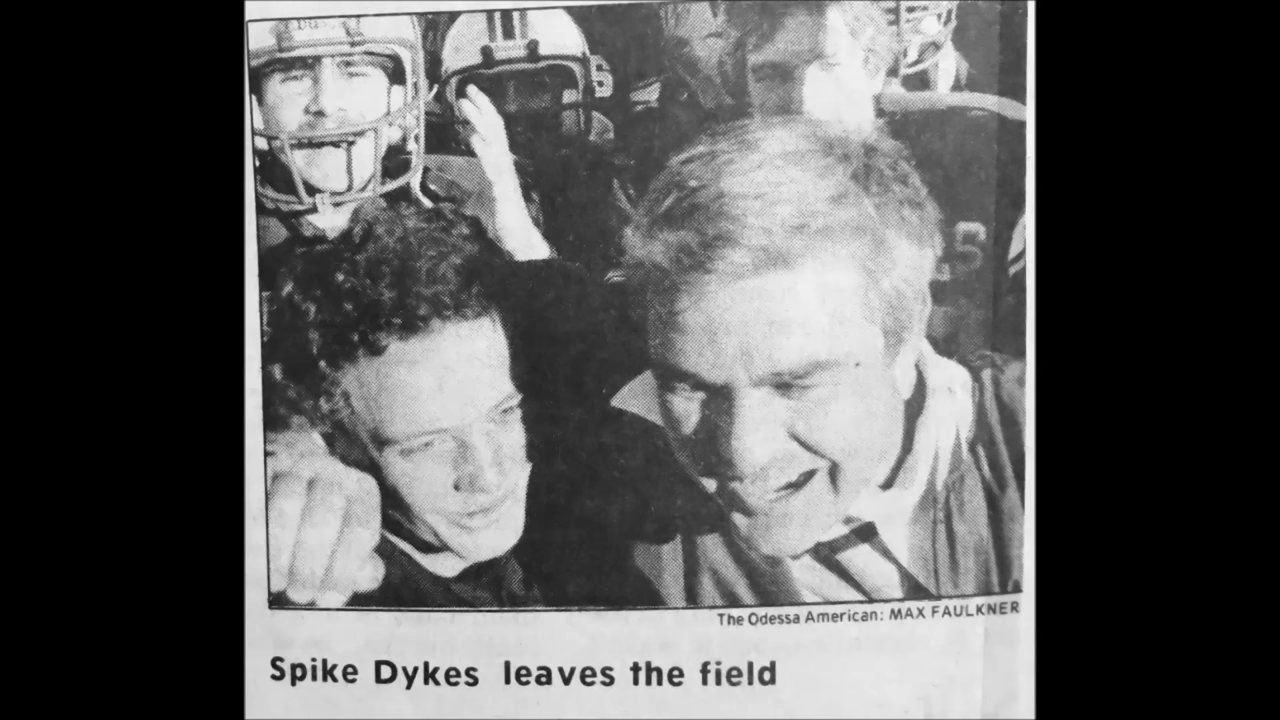 The Odessa American: MAX FAULKNER
Spike Dykes leaves the field